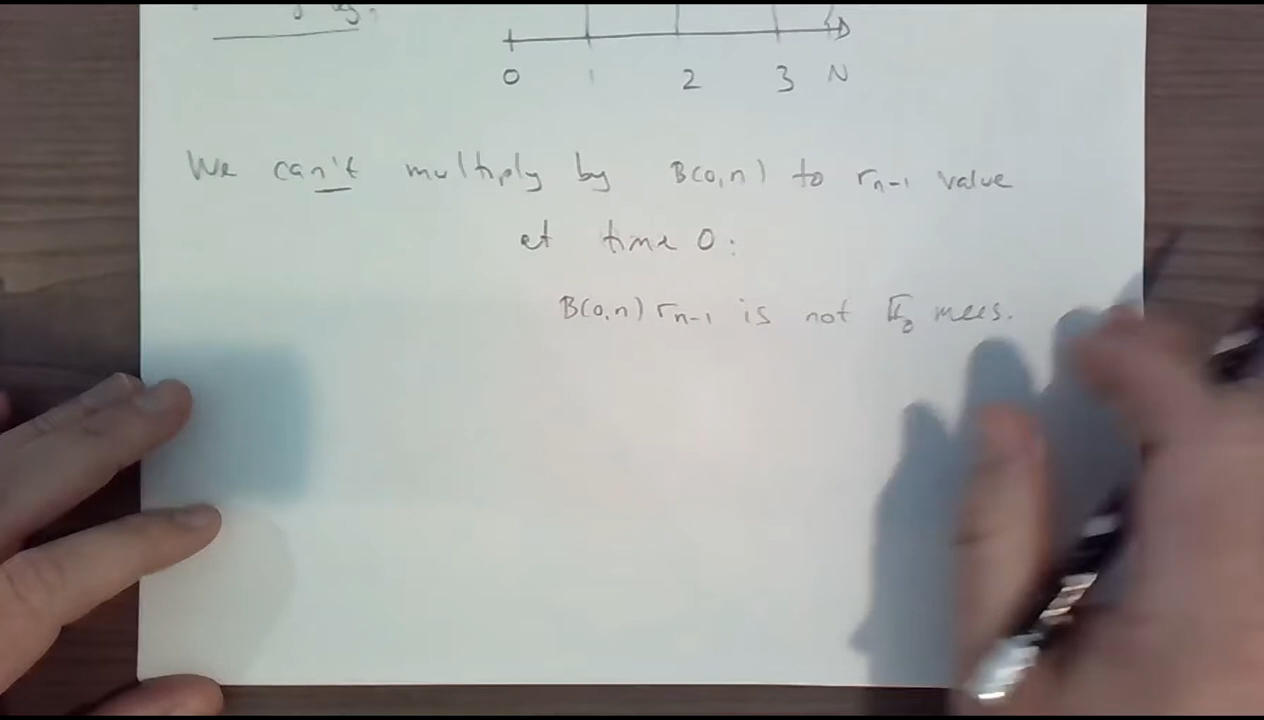 0 1 2 3 N
We can't multiply by B(0,n) to rₙ₋₁ value
at time 0:
B(0,n) rₙ₋₁ is not 𝔽₀ meas.